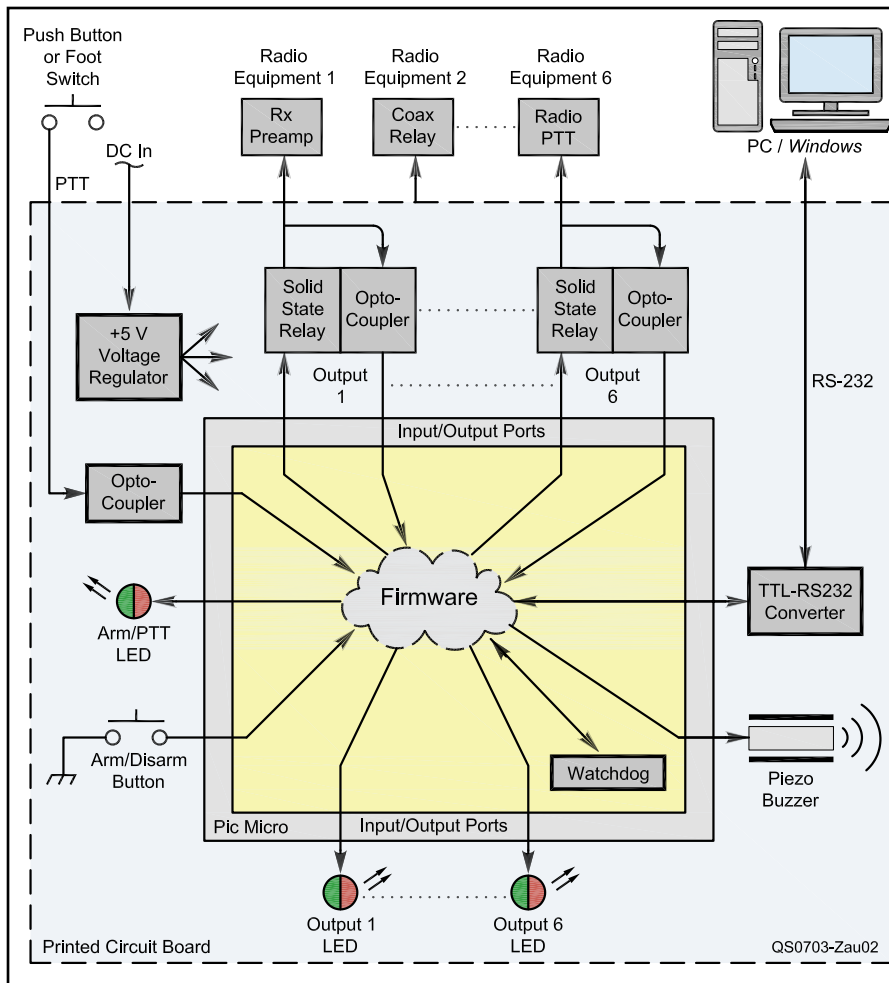 Push Button
or Foot
Switch
Radio
Equipment 1
Radio
Equipment 2
Radio
Equipment 6
Rx
Preamp
Coax
Relay
Radio
PTT
PC / Windows
DC In
PTT
Solid
State
Relay
Opto-
Coupler
Solid
State
Relay
Opto-
Coupler
+5 V
Voltage
Regulator
Output
1
Output
6
RS-232
Input/Output Ports
Opto-
Coupler
Firmware
TTL-RS232
Converter
Arm/PTT
LED
Arm/Disarm
Button
Watchdog
Piezo
Buzzer
Pic Micro
Input/Output Ports
Output 1
LED
Output 6
LED
Printed Circuit Board
QS0703-Zau02